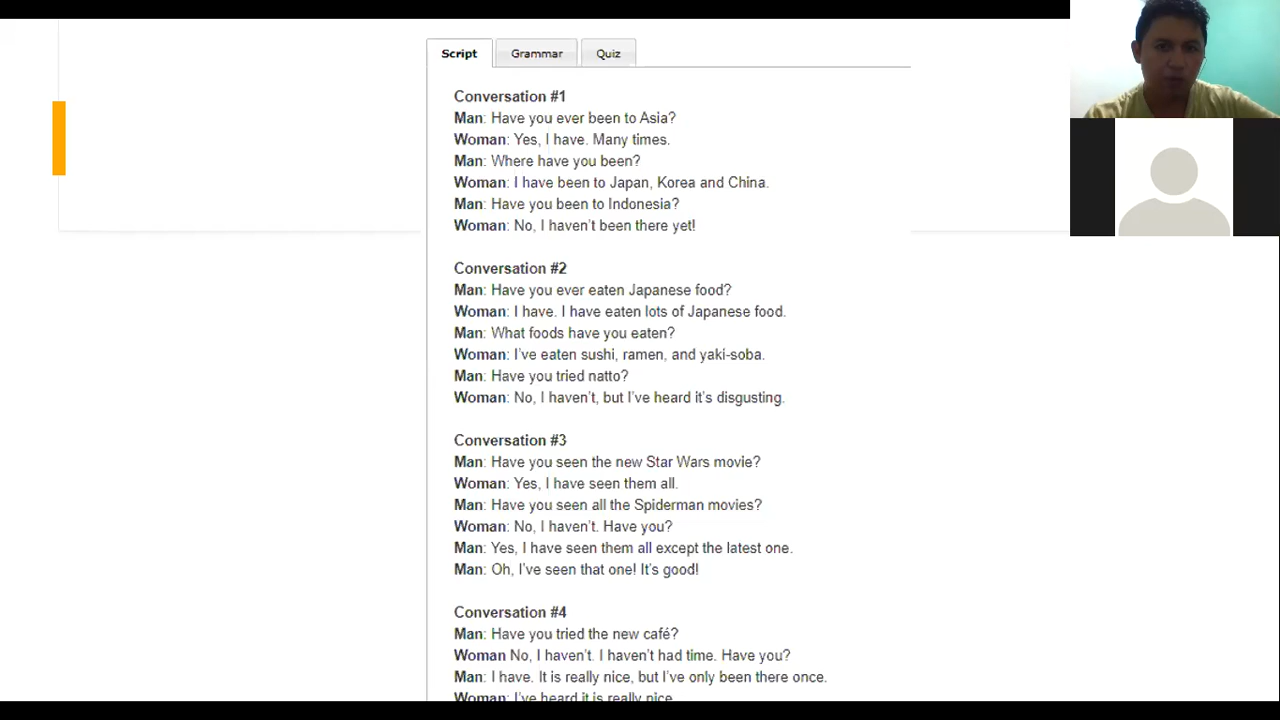 Script Grammar Quiz
Conversation #1
Man: Have you ever been to Asia?
Woman: Yes, I have. Many times.
Man: Where have you been?
Woman: I have been to Japan, Korea and China.
Man: Have you been to Indonesia?
Woman: No, I haven't been there yet!
Conversation #2
Man: Have you ever eaten Japanese food?
Woman: I have. I have eaten lots of Japanese food.
Man: What foods have you eaten?
Woman: I've eaten sushi, ramen, and yaki-soba.
Man: Have you tried natto?
Woman: No, I haven't, but I've heard it's disgusting.
Conversation #3
Man: Have you seen the new Star Wars movie?
Woman: Yes, I have seen them all.
Man: Have you seen all the Spiderman movies?
Woman: No, I haven't. Have you?
Man: Yes, I have seen them all except the latest one.
Man: Oh, I've seen that one! It's good!
Conversation #4
Man: Have you tried the new café?
Woman No, I haven't. I haven't had time. Have you?
Man: I have. It is really nice, but I've only been there once.
Woman: I've heard it is really nice